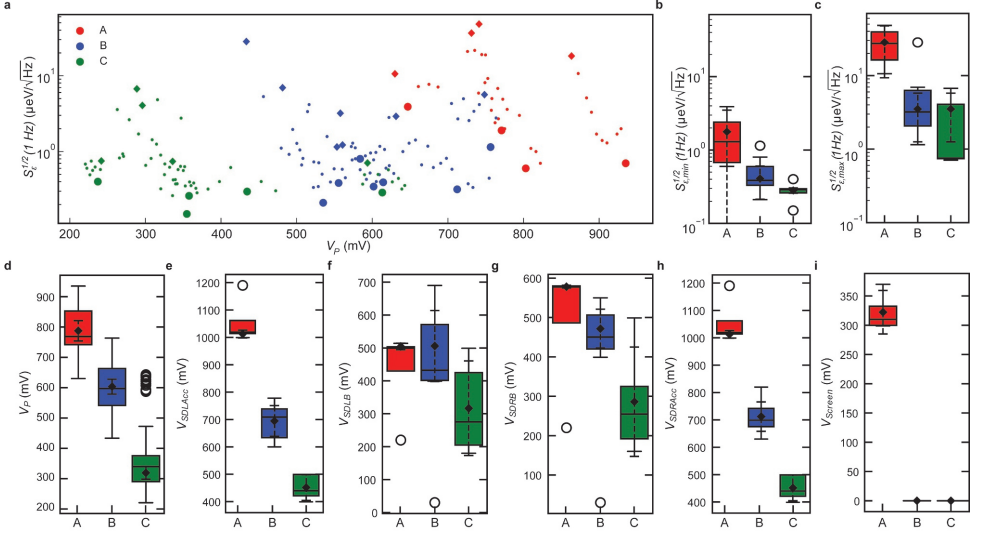 a
b
c
A
B
C
S_ε^{1/2}(1 Hz) (μeV/√Hz)
10^1
10^0
200 300 400 500 600 700 800 900
V_P (mV)
S_{ε,min}^{1/2}(1Hz) (μeV/√Hz)
10^1
10^0
10^{-1}
A B C
S_{ε,max}^{1/2}(1Hz) (μeV/√Hz)
10^1
10^0
10^{-1}
A B C
d
e
f
g
h
i
V_P (mV)
900
800
700
600
500
400
300
200
A B C
V_SDLAcc (mV)
1200
1100
1000
900
800
700
600
500
400
A B C
V_SDLB (mV)
700
600
500
400
300
200
100
0
A B C
V_SDRB (mV)
600
500
400
300
200
100
A B C
V_SDRAcc (mV)
1200
1100
1000
900
800
700
600
500
400
A B C
V_Screen (mV)
350
300
250
200
150
100
50
0
A B C